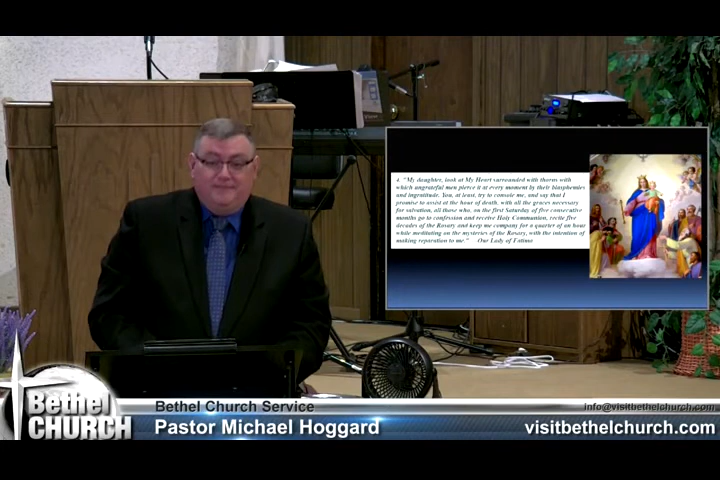 4. "My daughter, look at My Heart surrounded with thorns with
which ungrateful men pierce it at every moment by their blasphemies
and ingratitude. You, at least, try to console me, and say that I
promise to assist at the hour of death, with all the graces necessary
for salvation, all those who, on the first Saturday of five consecutive
months go to confession and receive Holy Communion, recite five
decades of the Rosary and keep me company for a quarter of an hour
while meditating on the mysteries of the Rosary, with the intention of
making reparation to me." Our Lady of Fatima
Bethel
CHURCH
Bethel Church Service
info@visitbethelchurch.com
Pastor Michael Hoggard
visitbethelchurch.com